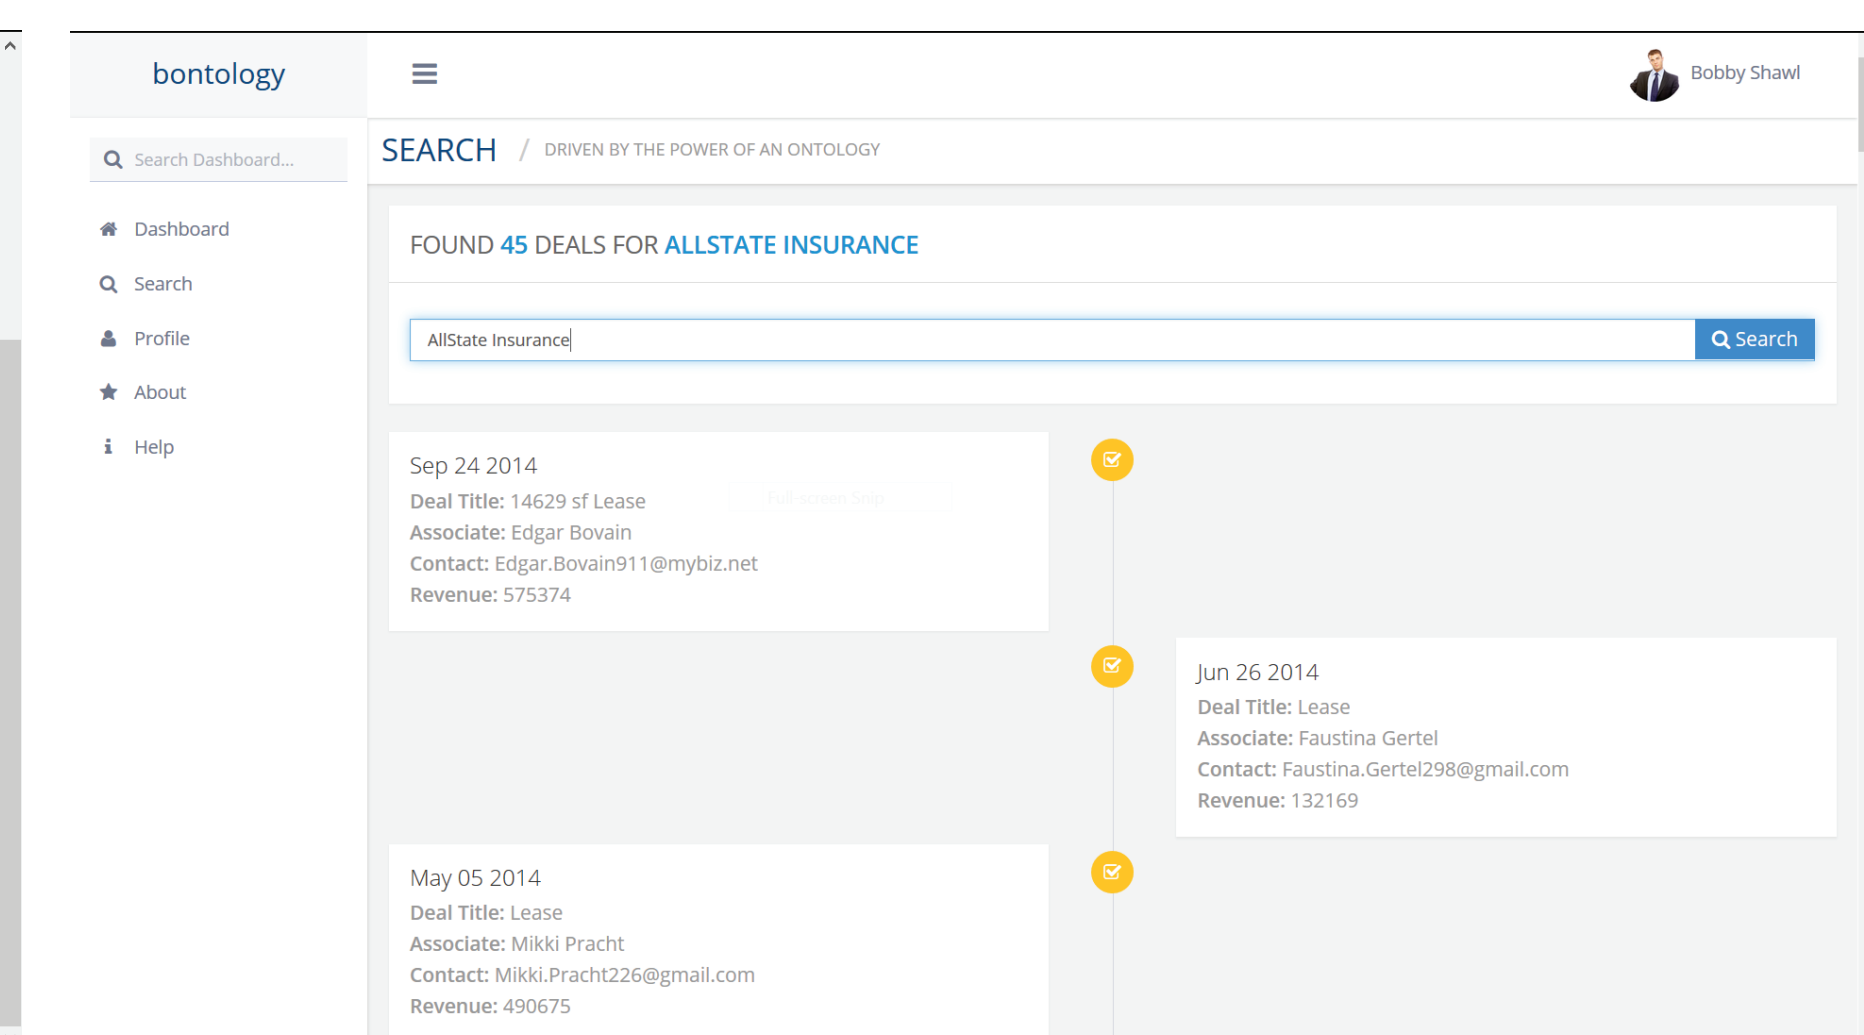 bontology
Bobby Shawl
Search Dashboard...
Dashboard
Search
Profile
About
Help
SEARCH / DRIVEN BY THE POWER OF AN ONTOLOGY
FOUND 45 DEALS FOR ALLSTATE INSURANCE
AllState Insurance
Search
Sep 24 2014
Deal Title: 14629 sf Lease
Full-screen Snip
Associate: Edgar Bovain
Contact: Edgar.Bovain911@mybiz.net
Revenue: 575374
Jun 26 2014
Deal Title: Lease
Associate: Faustina Gertel
Contact: Faustina.Gertel298@gmail.com
Revenue: 132169
May 05 2014
Deal Title: Lease
Associate: Mikki Pracht
Contact: Mikki.Pracht226@gmail.com
Revenue: 490675